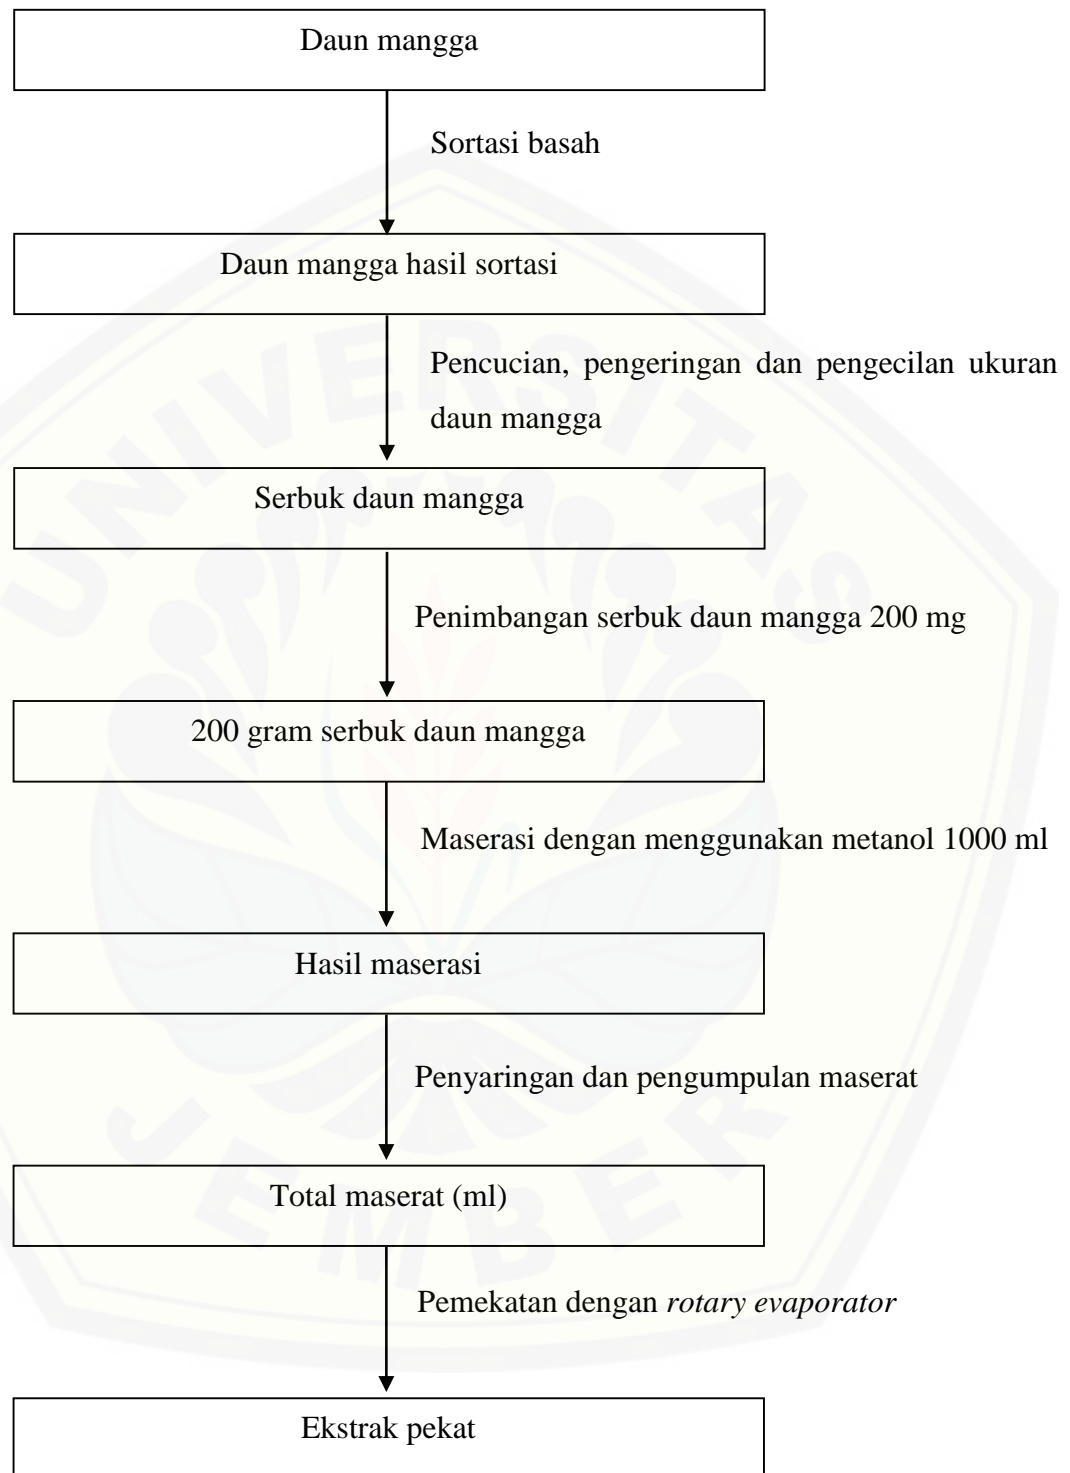 Daun mangga
Sortasi basah
Daun mangga hasil sortasi
Pencucian, pengeringan dan pengecilan ukuran
daun mangga
Serbuk daun mangga
Penimbangan serbuk daun mangga 200 mg
200 gram serbuk daun mangga
Maserasi dengan menggunakan metanol 1000 ml
Hasil maserasi
Penyaringan dan pengumpulan maserat
Total maserat (ml)
Pemekatan dengan rotary evaporator
Ekstrak pekat
UNIVERSITAS
JEMBER